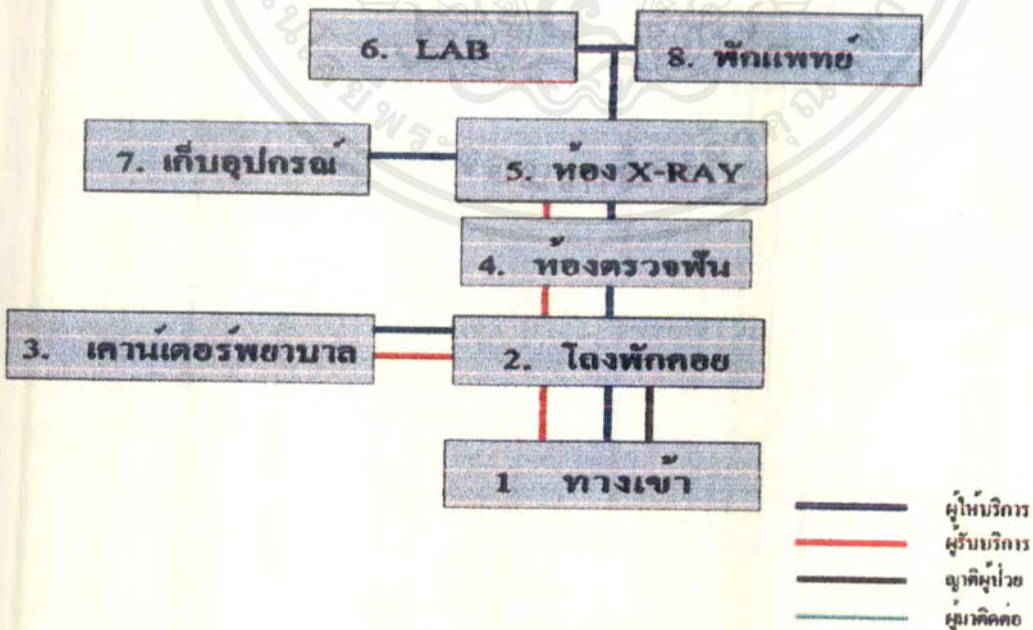 6. LAB
8. พักแพทย์
7. เก็บอุปกรณ์
5. ห้อง X-RAY
4. ห้องตรวจฟัน
3. เคาน์เตอร์พยาบาล
2. โถงพักคอย
1 ทางเข้า
ผู้ให้บริการ
ผู้รับบริการ
ญาติผู้ป่วย
ผู้มาติดต่อ